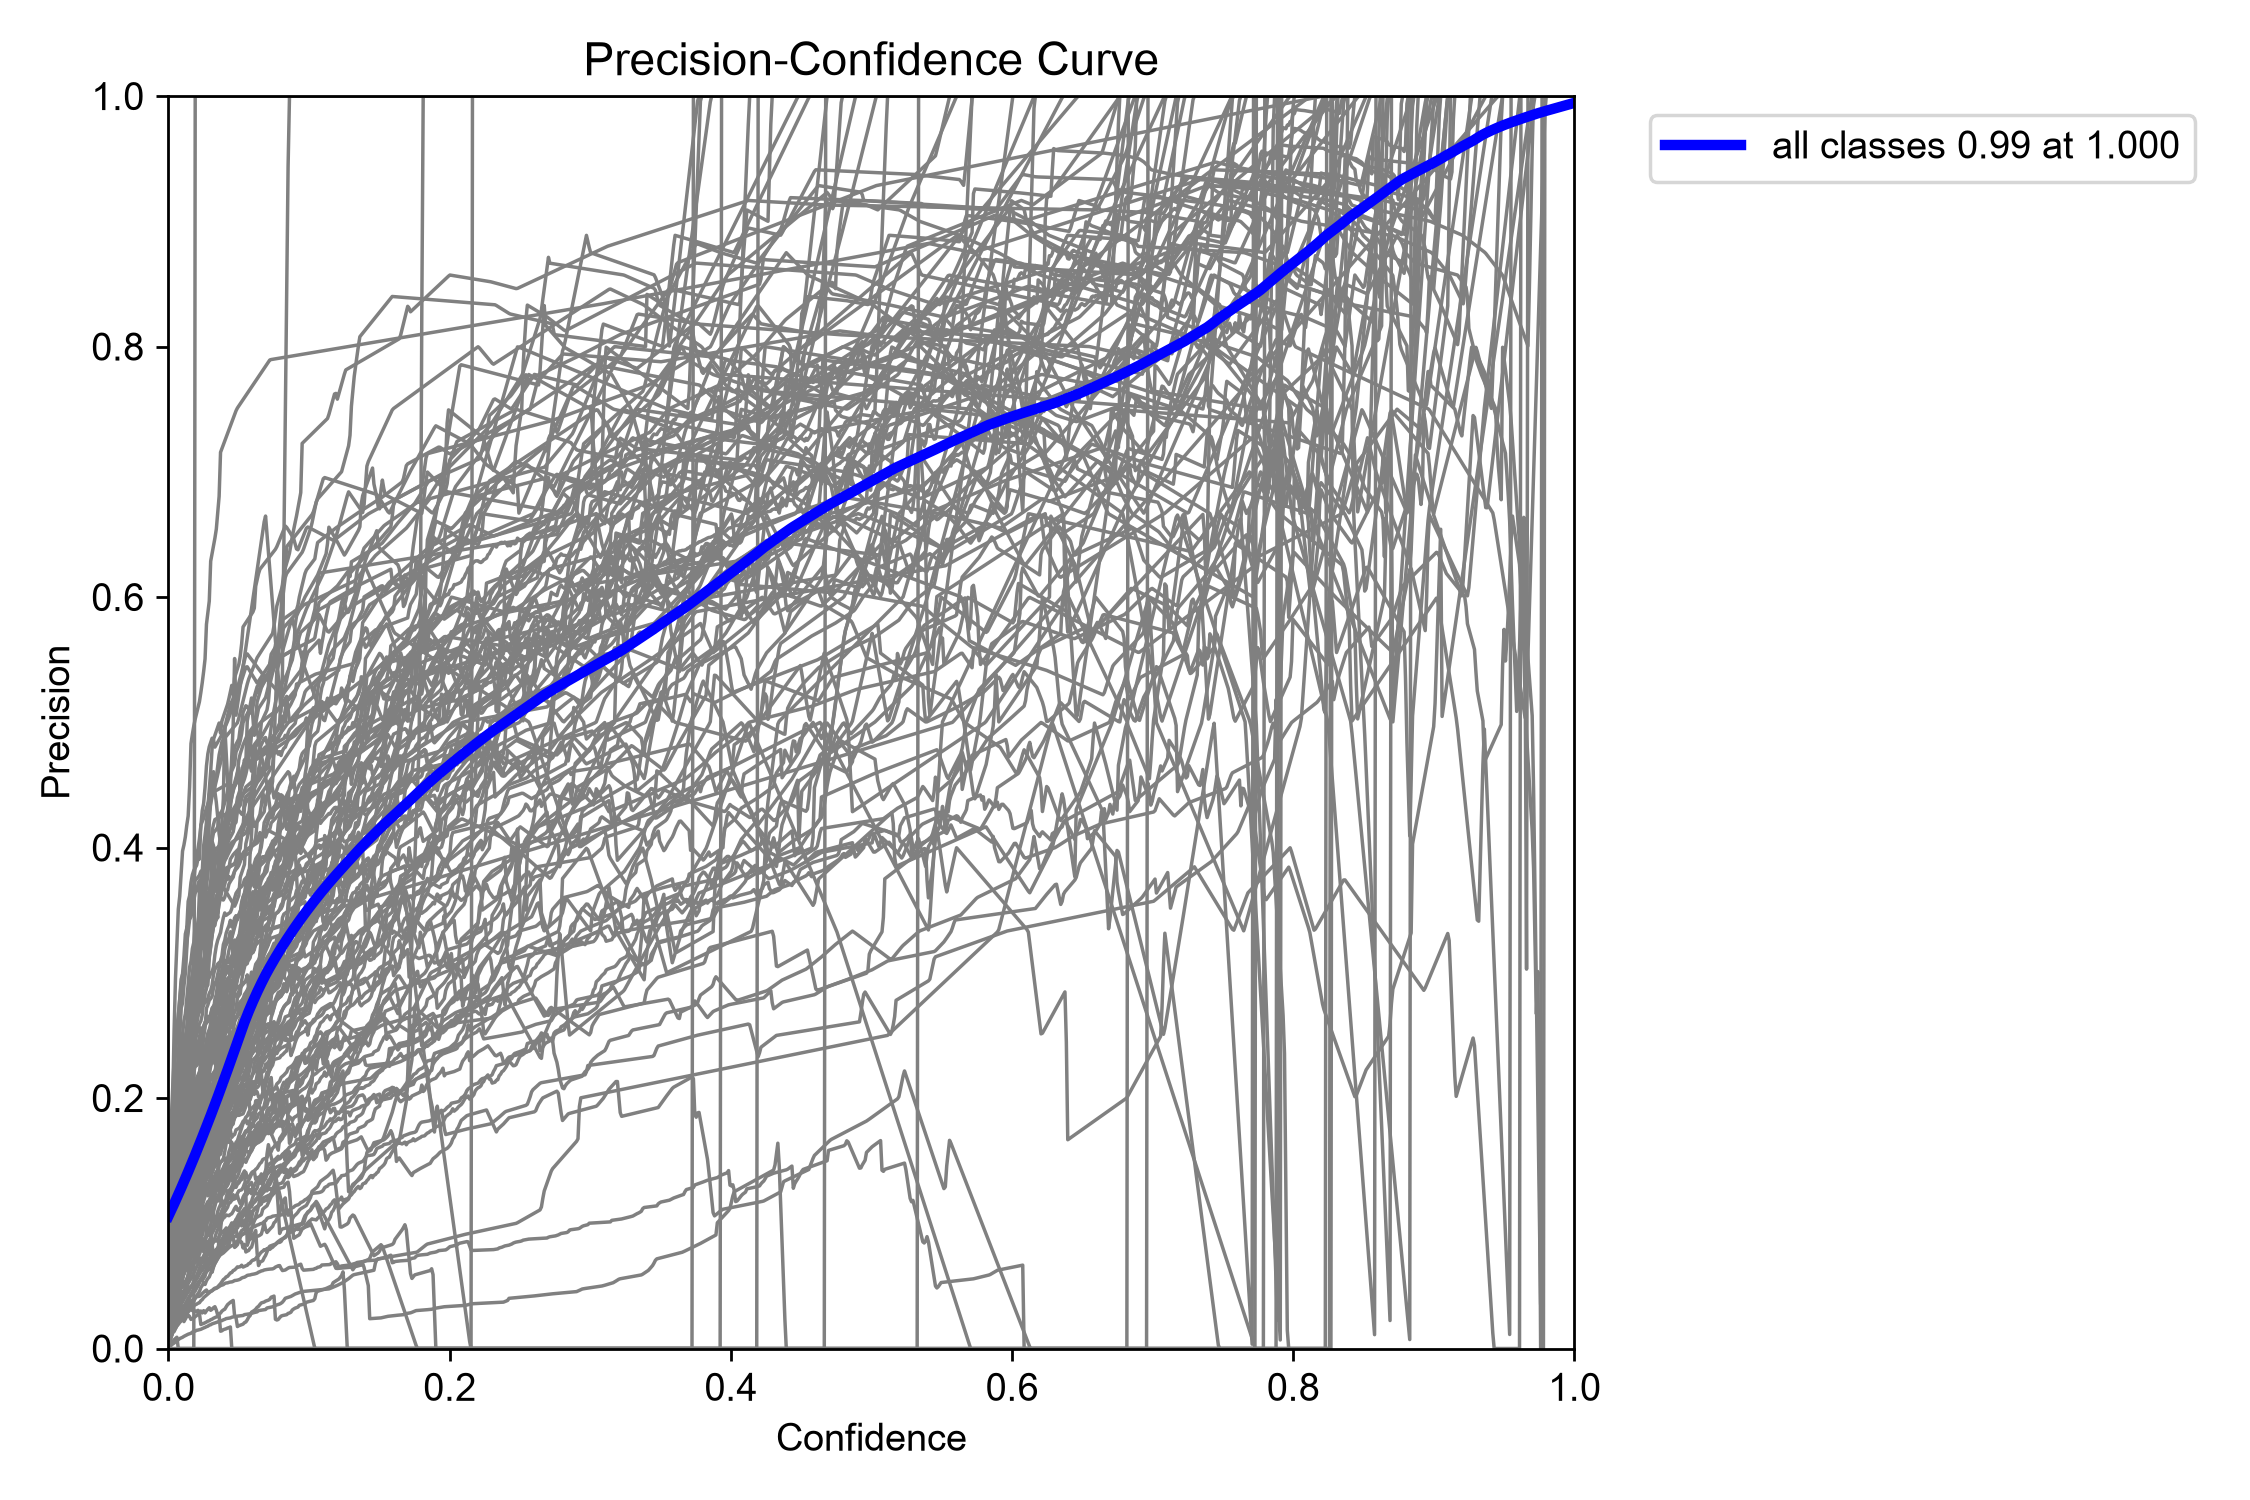 Precision-Confidence Curve
all classes 0.99 at 1.000
Precision
1.0
0.8
0.6
0.4
0.2
0.0
0.0 0.2 0.4 0.6 0.8 1.0
Confidence